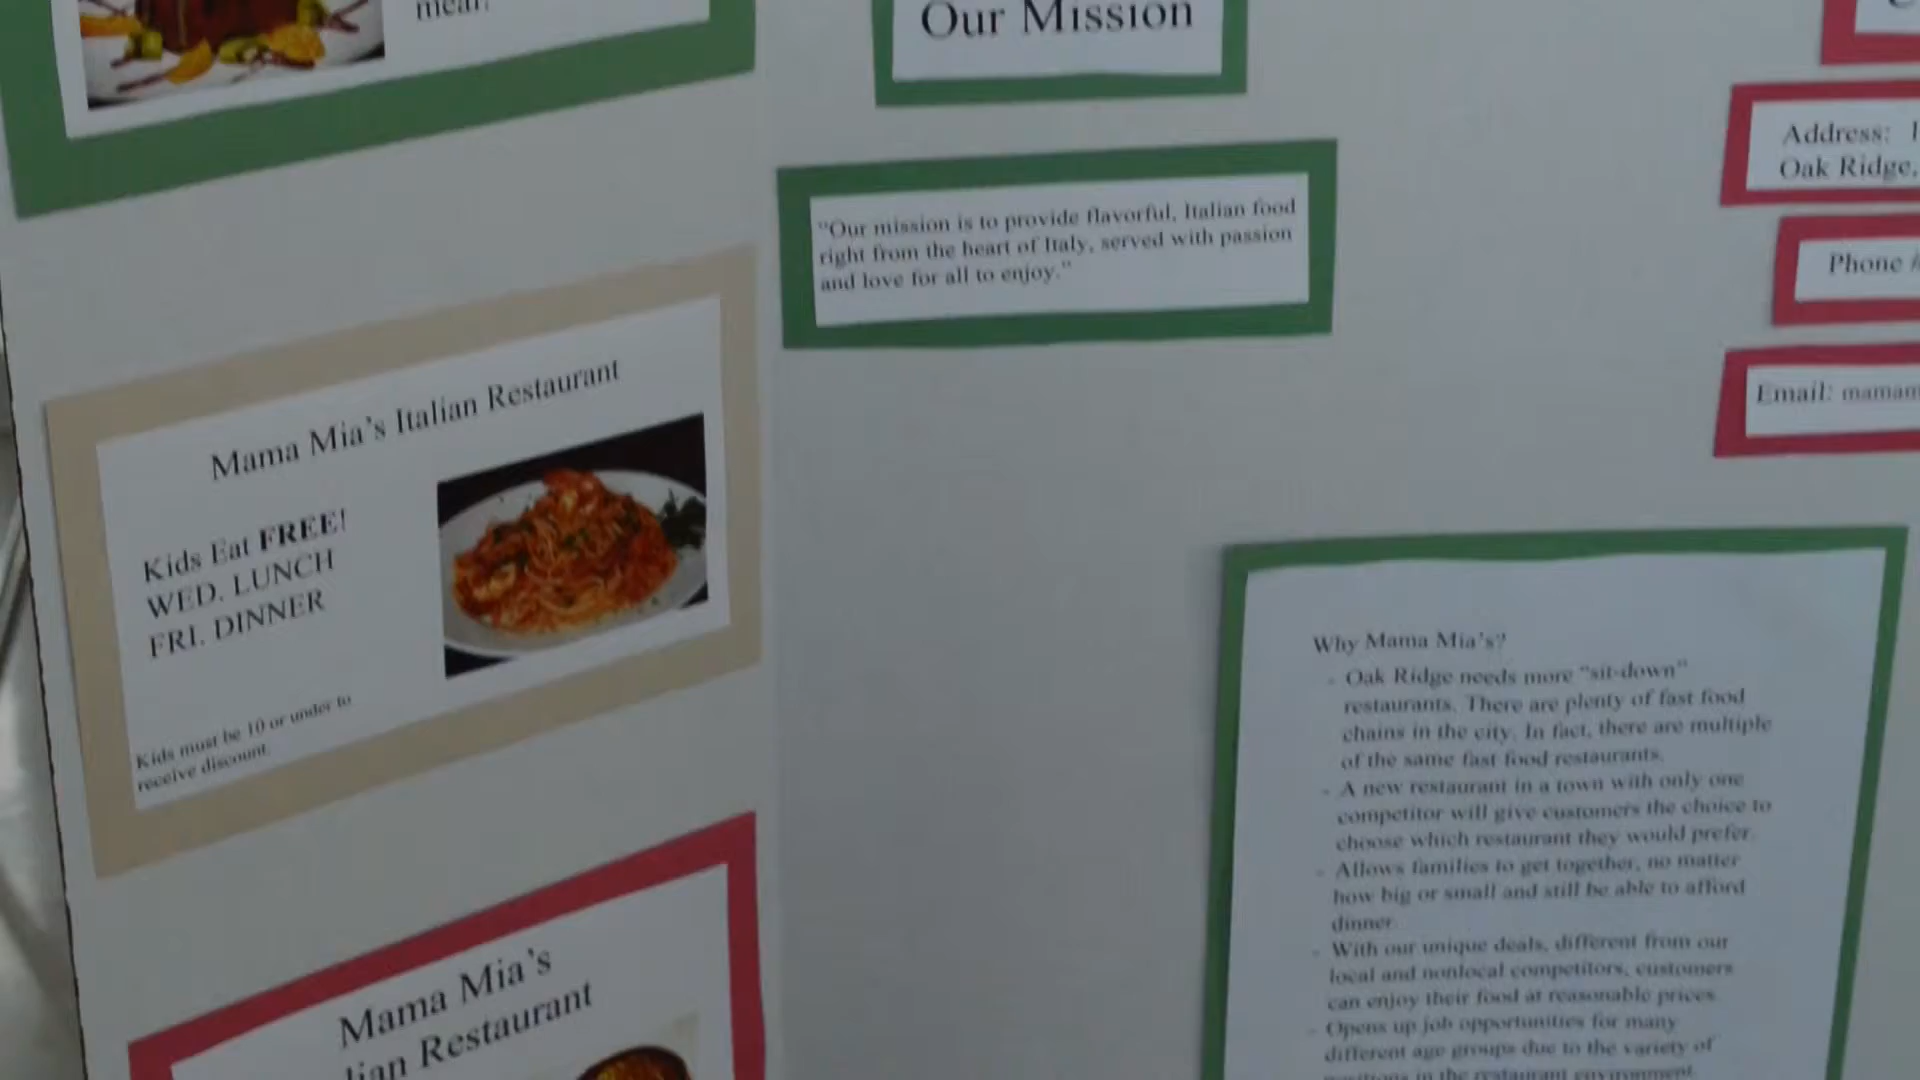 meal.
Our Mission
"Our mission is to provide flavorful, Italian food
right from the heart of Italy, served with passion
and love for all to enjoy."
Address:
Oak Ridge,
Phone
Email:
Mama Mia's Italian Restaurant
Kids Eat FREE!
WED. LUNCH
FRI. DINNER
Kids must be 10 or under to
receive discount.
Mama Mia's
lian Restaurant
Why Mama Mia's?
- Oak Ridge needs more "sit-down"
restaurants. There are plenty of fast food
chains in the city. In fact, there are multiple
of the same fast food restaurants.
- A new restaurant in a town with only one
competitor will give customers the choice to
choose which restaurant they would prefer.
- Allows families to get together, no matter
how big or small and still be able to afford
dinner.
- With our unique deals, different from our
local and nonlocal competitors, customers
can enjoy their food at reasonable prices.
- Opens up job opportunities for many
different age groups due to the variety of
positions in the restaurant environment.